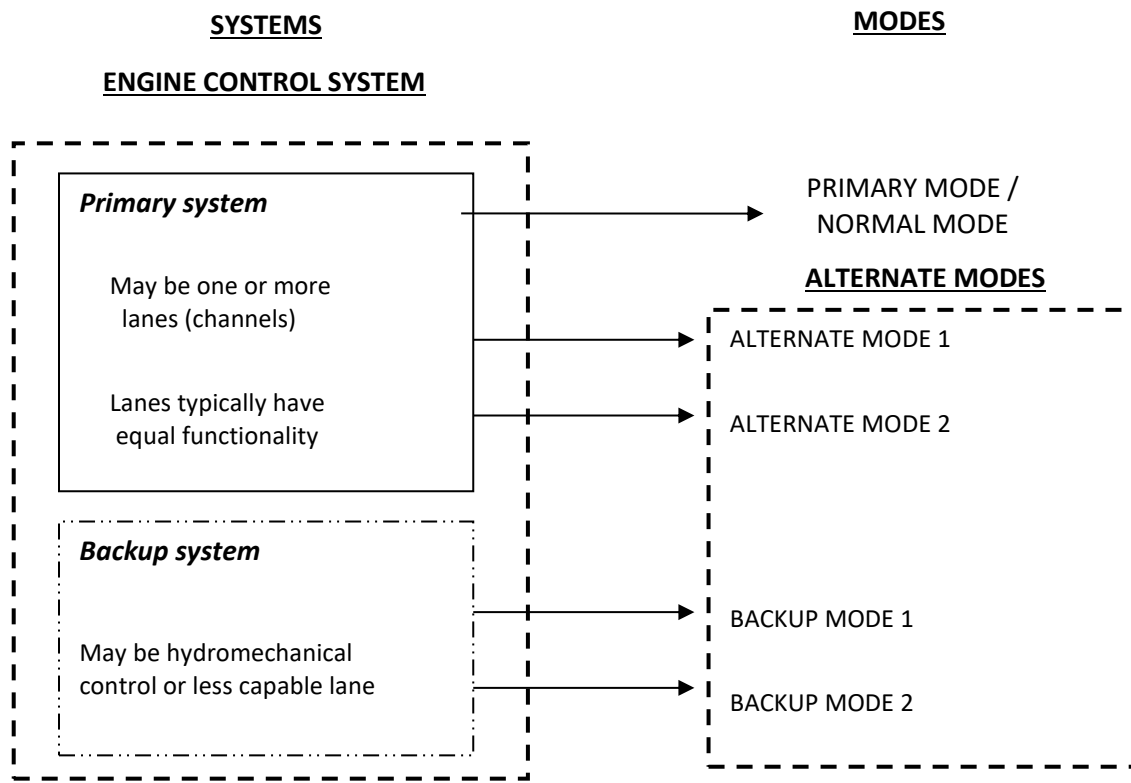 SYSTEMS
MODES
ENGINE CONTROL SYSTEM
Primary system
May be one or more
lanes (channels)
Lanes typically have
equal functionality
PRIMARY MODE /
NORMAL MODE
ALTERNATE MODES
ALTERNATE MODE 1
ALTERNATE MODE 2
Backup system
May be hydromechanical
control or less capable lane
BACKUP MODE 1
BACKUP MODE 2